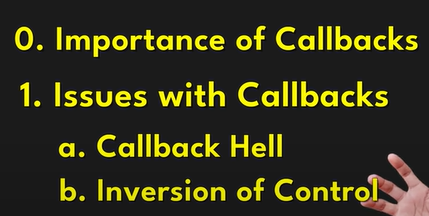 0. Importance of Callbacks
1. Issues with Callbacks
a. Callback Hell
b. Inversion of Control